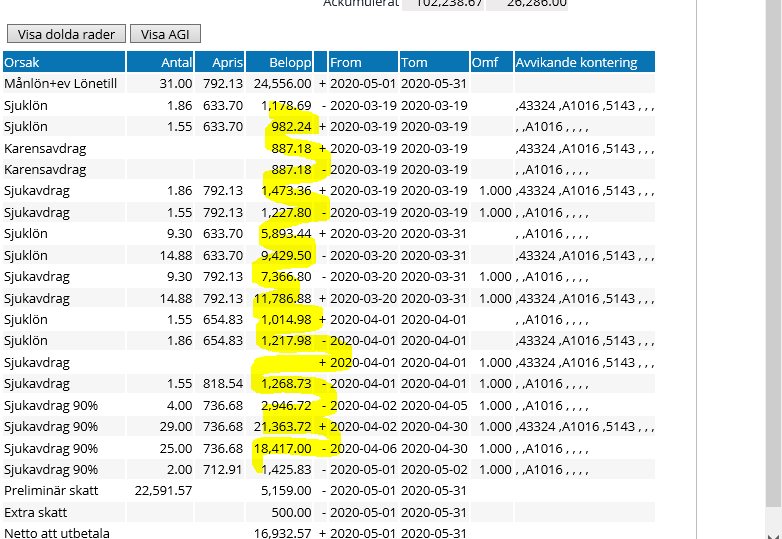 Ackumulerat 102,238.67 26,286.00
Visa dolda rader Visa AGI
Orsak Antal Apris Belopp From Tom Omf Avvikande kontering
Månlön+ev Lönetill 31.00 792.13 24,556.00 + 2020-05-01 2020-05-31
Sjuklön 1.86 633.70 1,178.69 - 2020-03-19 2020-03-19 ,43324 ,A1016 ,5143 , , ,
Sjuklön 1.55 633.70 982.24 + 2020-03-19 2020-03-19 , ,A1016 , , , ,
Karensavdrag 887.18 + 2020-03-19 2020-03-19 ,43324 ,A1016 ,5143 , , ,
Karensavdrag 887.18 - 2020-03-19 2020-03-19 , ,A1016 , , , ,
Sjukavdrag 1.86 792.13 1,473.36 + 2020-03-19 2020-03-19 1.000 ,43324 ,A1016 ,5143 , , ,
Sjukavdrag 1.55 792.13 1,227.80 - 2020-03-19 2020-03-19 1.000 , ,A1016 , , , ,
Sjuklön 9.30 633.70 5,893.44 + 2020-03-20 2020-03-31 , ,A1016 , , , ,
Sjuklön 14.88 633.70 9,429.50 - 2020-03-20 2020-03-31 ,43324 ,A1016 ,5143 , , ,
Sjukavdrag 9.30 792.13 7,366.80 - 2020-03-20 2020-03-31 1.000 , ,A1016 , , , ,
Sjukavdrag 14.88 792.13 11,786.88 + 2020-03-20 2020-03-31 1.000 ,43324 ,A1016 ,5143 , , ,
Sjuklön 1.55 654.83 1,014.98 + 2020-04-01 2020-04-01 , ,A1016 , , , ,
Sjuklön 1.86 654.83 1,217.98 - 2020-04-01 2020-04-01 ,43324 ,A1016 ,5143 , , ,
Sjukavdrag + 2020-04-01 2020-04-01 1.000 ,43324 ,A1016 ,5143 , , ,
Sjukavdrag 1.55 818.54 1,268.73 - 2020-04-01 2020-04-01 1.000 , ,A1016 , , , ,
Sjukavdrag 90% 4.00 736.68 2,946.72 - 2020-04-02 2020-04-05 1.000 , ,A1016 , , , ,
Sjukavdrag 90% 29.00 736.68 21,363.72 + 2020-04-02 2020-04-30 1.000 ,43324 ,A1016 ,5143 , , ,
Sjukavdrag 90% 25.00 736.68 18,417.00 - 2020-04-06 2020-04-30 1.000 , ,A1016 , , , ,
Sjukavdrag 90% 2.00 712.91 1,425.83 - 2020-05-01 2020-05-02 1.000 , ,A1016 , , , ,
Preliminär skatt 22,591.57 5,159.00 - 2020-05-01 2020-05-31
Extra skatt 500.00 - 2020-05-01 2020-05-31
Netto att utbetala 16,932.57 + 2020-05-01 2020-05-31